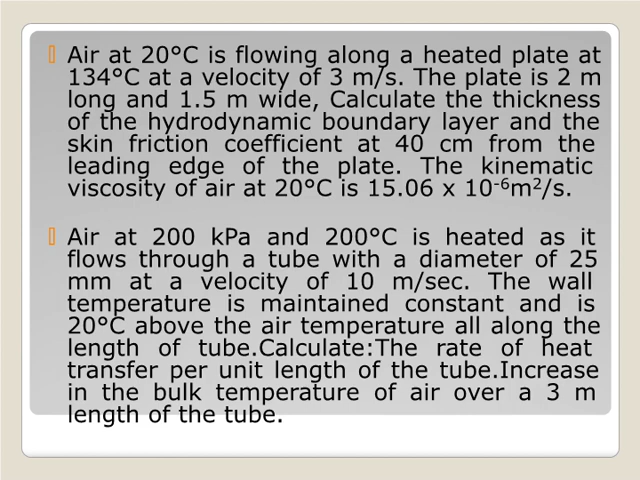 Air at 20°C is flowing along a heated plate at
134°C at a velocity of 3 m/s. The plate is 2 m
long and 1.5 m wide, Calculate the thickness
of the hydrodynamic boundary layer and the
skin friction coefficient at 40 cm from the
leading edge of the plate. The kinematic
viscosity of air at 20°C is 15.06 x 10⁻⁶m²/s.
Air at 200 kPa and 200°C is heated as it
flows through a tube with a diameter of 25
mm at a velocity of 10 m/sec. The wall
temperature is maintained constant and is
20°C above the air temperature all along the
length of tube.Calculate:The rate of heat
transfer per unit length of the tube.Increase
in the bulk temperature of air over a 3 m
length of the tube.